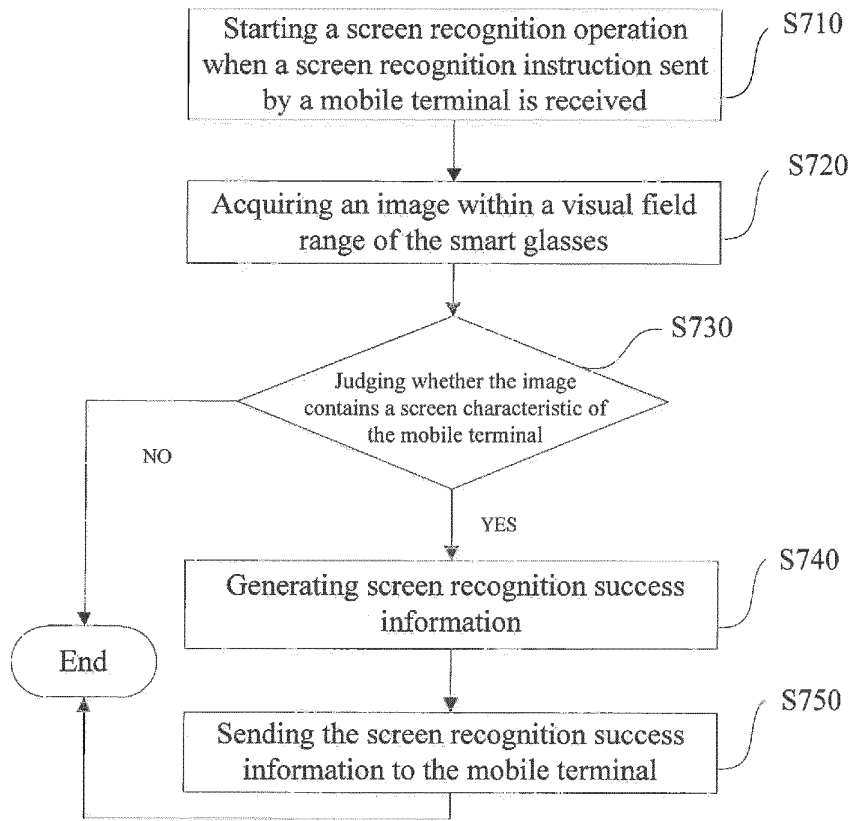 Starting a screen recognition operation
when a screen recognition instruction sent
by a mobile terminal is received
S710
Acquiring an image within a visual field
range of the smart glasses
S720
Judging whether the image
contains a screen characteristic of
the mobile terminal
S730
NO
YES
Generating screen recognition success
information
S740
End
Sending the screen recognition success
information to the mobile terminal
S750